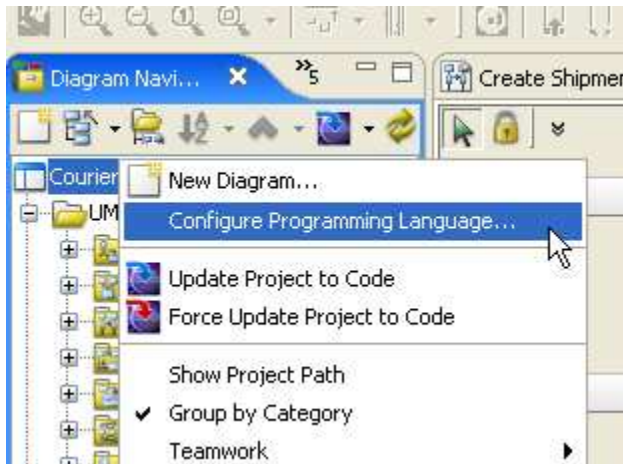 Diagram Navi...
5
Create Shipmen
Courier
New Diagram...
UM
Configure Programming Language...
Update Project to Code
Force Update Project to Code
Show Project Path
Group by Category
Teamwork